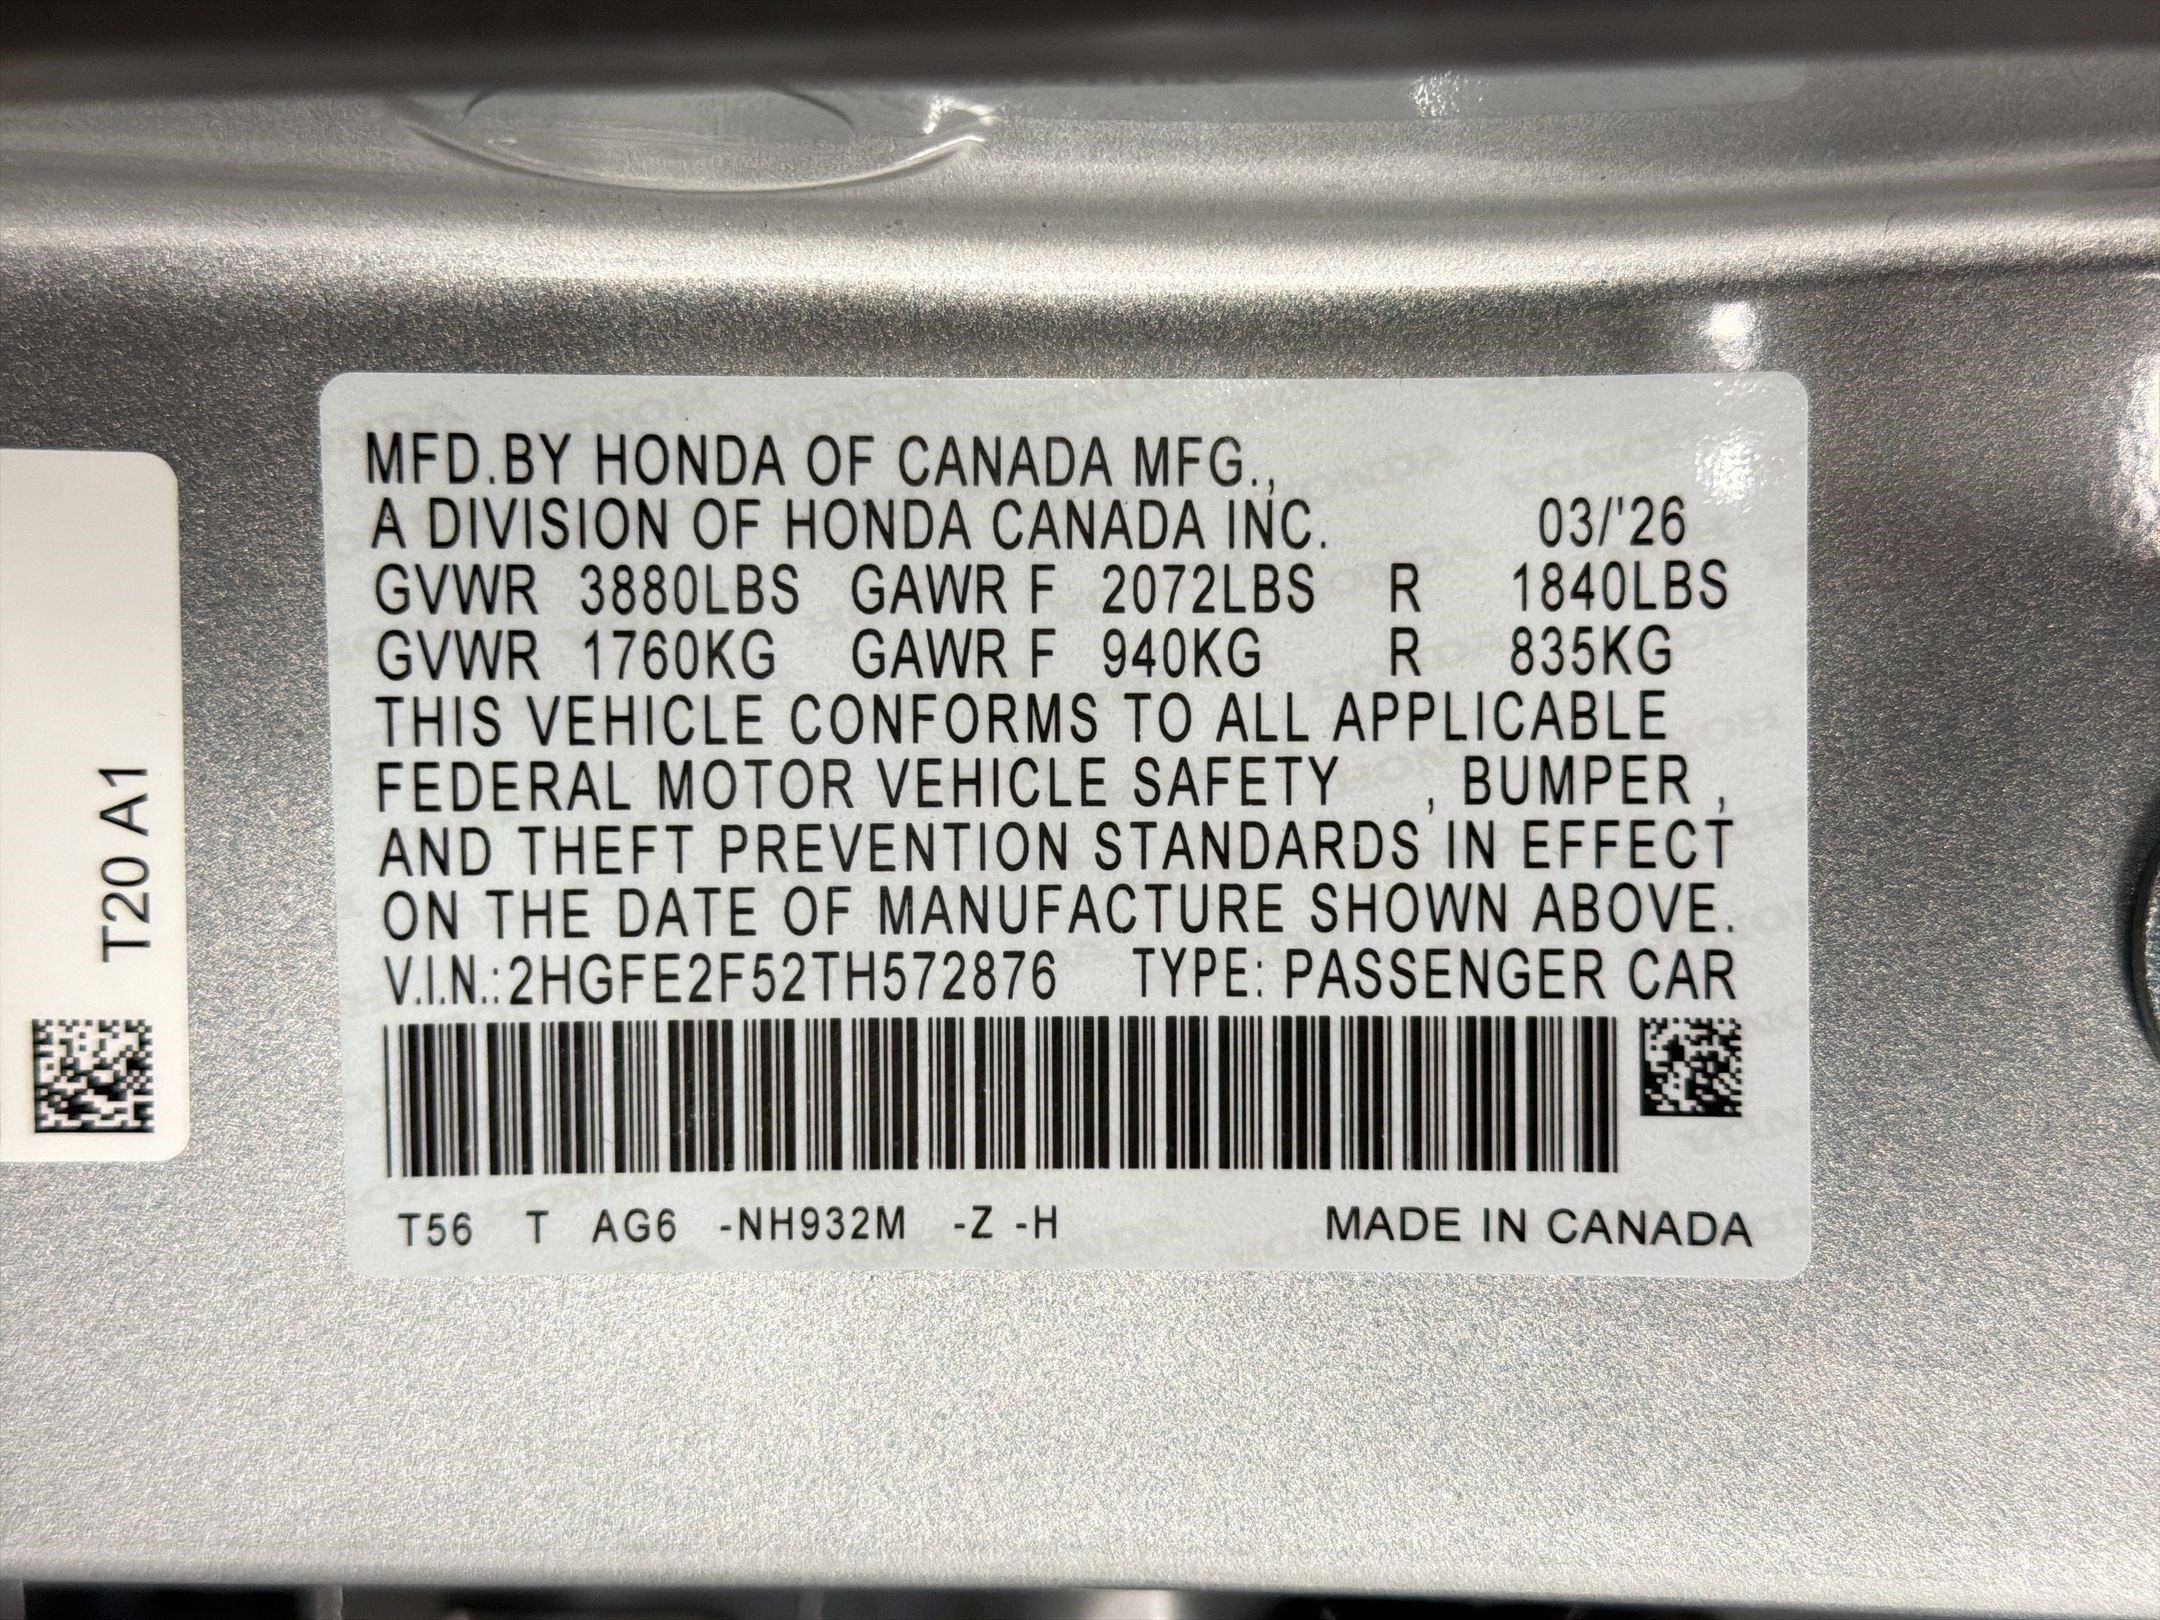 MFD.BY HONDA OF CANADA MFG.,
A DIVISION OF HONDA CANADA INC. 03/'26
GVWR 3880LBS GAWR F 2072LBS R 1840LBS
GVWR 1760KG GAWR F 940KG R 835KG
THIS VEHICLE CONFORMS TO ALL APPLICABLE
FEDERAL MOTOR VEHICLE SAFETY , BUMPER ,
AND THEFT PREVENTION STANDARDS IN EFFECT
ON THE DATE OF MANUFACTURE SHOWN ABOVE.
V.I.N.:2HGFE2F52TH572876 TYPE: PASSENGER CAR
T56 T AG6 -NH932M -Z -H MADE IN CANADA
T20 A1